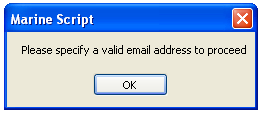 Marine Script
Please specify a valid email address to proceed
OK